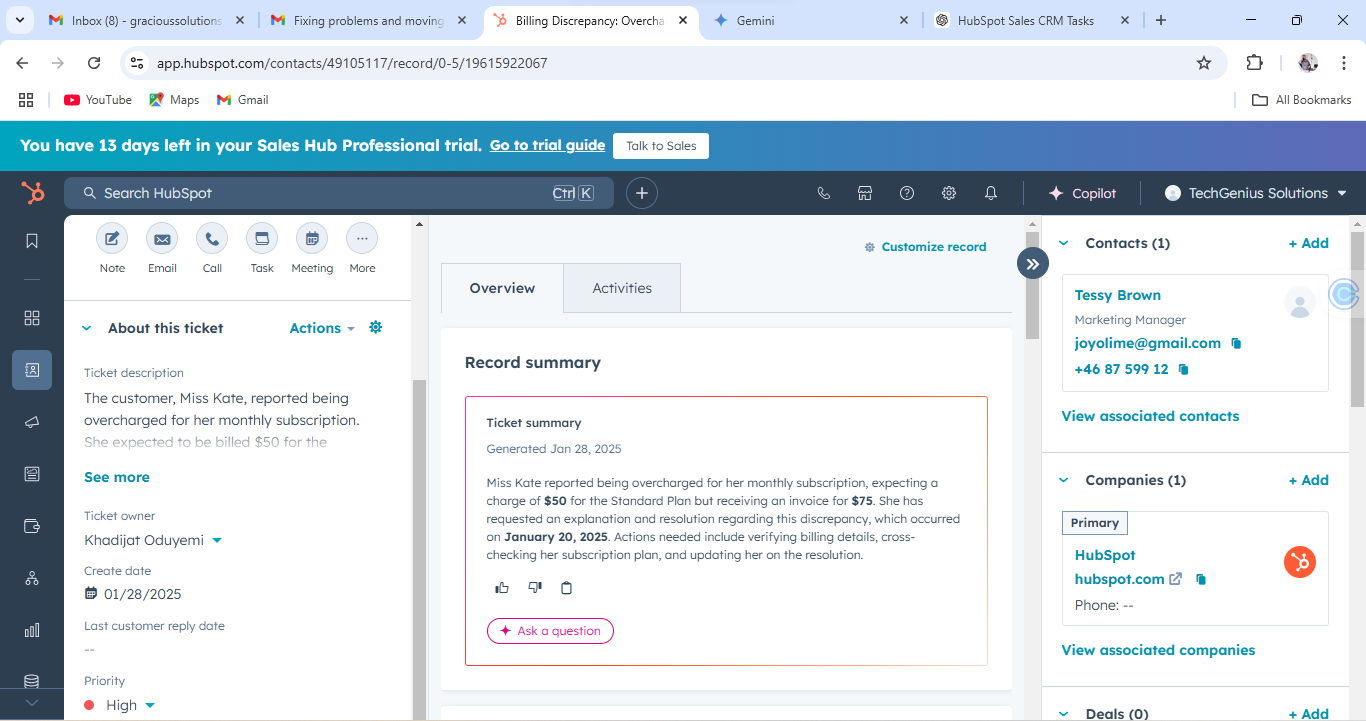 Inbox (8) - gracioussolutions
Fixing problems and moving
Billing Discrepancy: Overcha
Gemini
HubSpot Sales CRM Tasks
app.hubspot.com/contacts/49105117/record/0-5/19615922067
YouTube
Maps
Gmail
All Bookmarks
You have 13 days left in your Sales Hub Professional trial. Go to trial guide
Talk to Sales
Search HubSpot
Ctrl K
Copilot
TechGenius Solutions
Note
Email
Call
Task
Meeting
More
About this ticket
Actions
Ticket description
The customer, Miss Kate, reported being
overcharged for her monthly subscription.
She expected to be billed $50 for the
See more
Ticket owner
Khadijat Oduyemi
Create date
01/28/2025
Last customer reply date
--
Priority
High
Customize record
Overview
Activities
Record summary
Ticket summary
Generated Jan 28, 2025
Miss Kate reported being overcharged for her monthly subscription, expecting a
charge of $50 for the Standard Plan but receiving an invoice for $75. She has
requested an explanation and resolution regarding this discrepancy, which occurred
on January 20, 2025. Actions needed include verifying billing details, cross-
checking her subscription plan, and updating her on the resolution.
Ask a question
Contacts (1)
+ Add
Tessy Brown
Marketing Manager
joyolime@gmail.com
+46 87 599 12
View associated contacts
Companies (1)
+ Add
Primary
HubSpot
hubspot.com
Phone: --
View associated companies
Deals (0)
+ Add